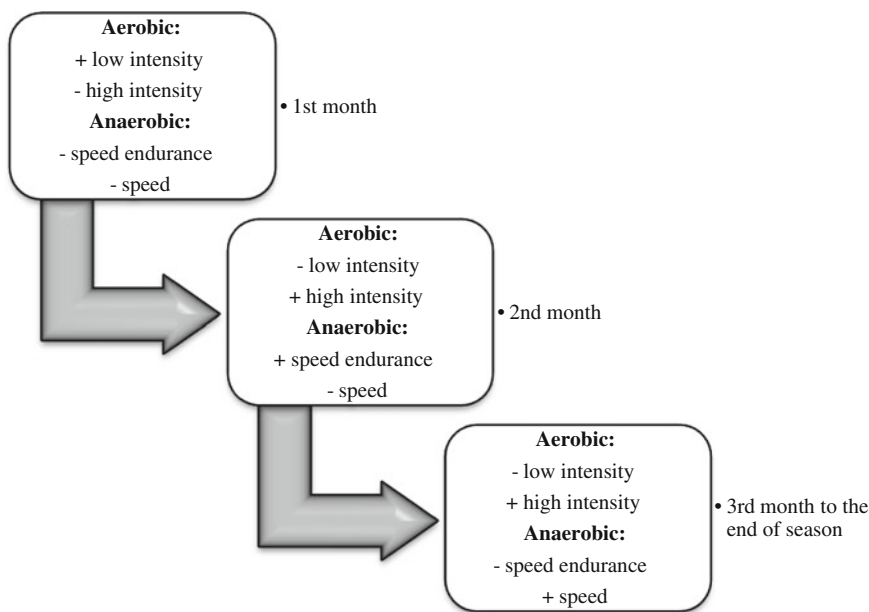 Aerobic:
+ low intensity
- high intensity
Anaerobic:
- speed endurance
- speed
• 1st month
Aerobic:
- low intensity
+ high intensity
Anaerobic:
+ speed endurance
- speed
• 2nd month
Aerobic:
- low intensity
+ high intensity
Anaerobic:
- speed endurance
+ speed
• 3rd month to the
end of season